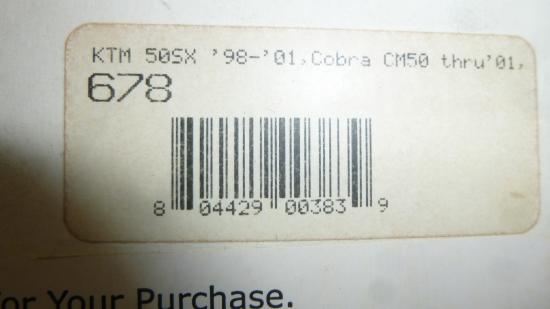 KTM 50SX '98-'01,Cobra CM50 thru'01,
678
8 04429 00383 9
for Your Purchase.